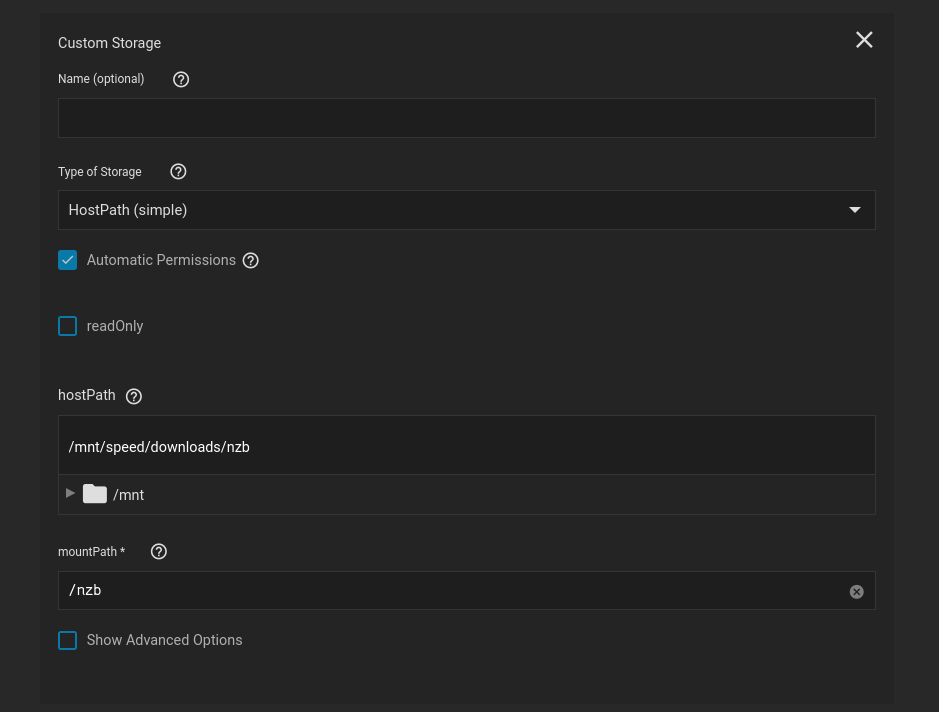 Custom Storage
Name (optional)
Type of Storage
HostPath (simple)
Automatic Permissions
readOnly
hostPath
/mnt/speed/downloads/nzb
/mnt
mountPath *
/nzb
Show Advanced Options